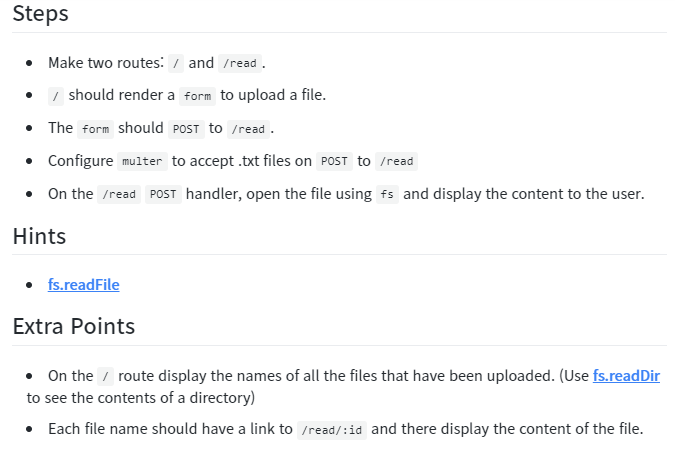 Steps
Make two routes: / and /read.
/ should render a form to upload a file.
The form should POST to /read.
Configure multer to accept .txt files on POST to /read
On the /read POST handler, open the file using fs and display the content to the user.
Hints
fs.readFile
Extra Points
On the / route display the names of all the files that have been uploaded. (Use fs.readDir
to see the contents of a directory)
Each file name should have a link to /read/:id and there display the content of the file.